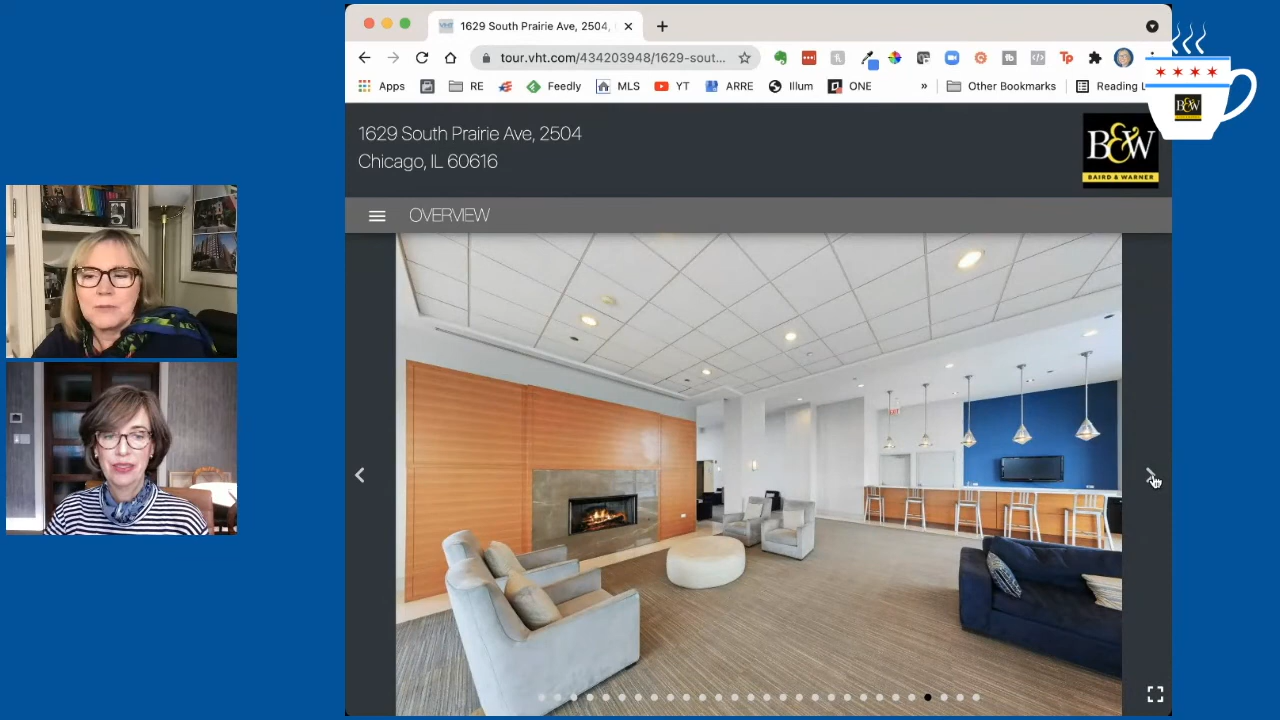 1629 South Prairie Ave, 2504,
tour.vht.com/434203948/1629-sout...
Apps
RE
Feedly
MLS
YT
ARRE
Illum
ONE
»
Other Bookmarks
Reading L
1629 South Prairie Ave, 2504
Chicago, IL 60616
B&W
BAIRD & WARNER
B&W
OVERVIEW